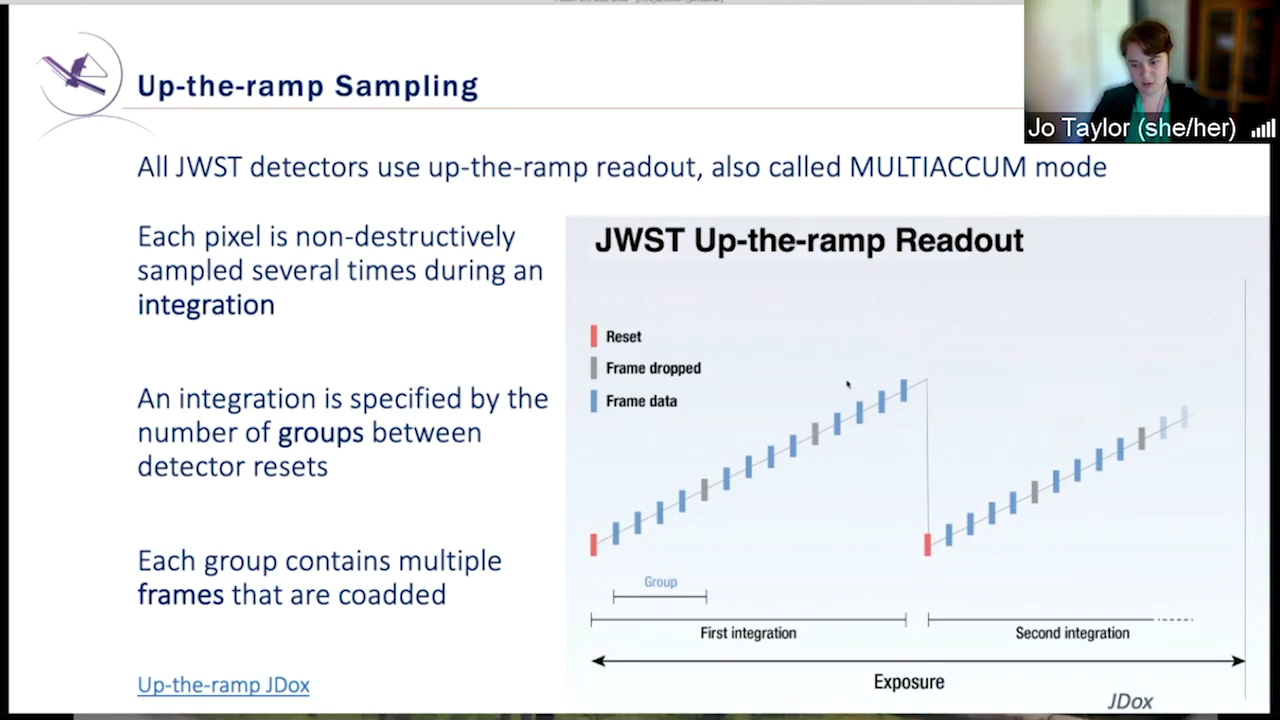 Up-the-ramp Sampling
Jo Taylor (she/her)
All JWST detectors use up-the-ramp readout, also called MULTIACCUM mode
Each pixel is non-destructively
sampled several times during an
integration
An integration is specified by the
number of groups between
detector resets
Each group contains multiple
frames that are coadded
Up-the-ramp JDox
JWST Up-the-ramp Readout
Reset
Frame dropped
Frame data
Group
First integration
Second integration
Exposure
JDox